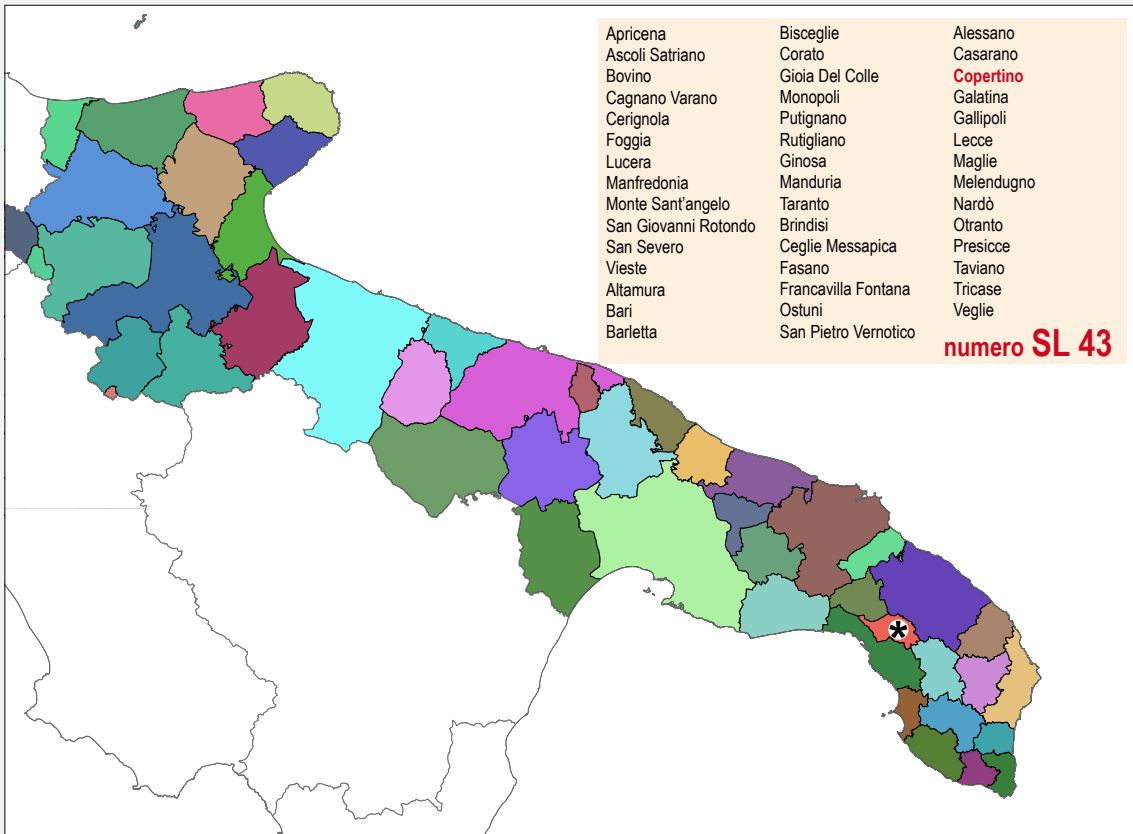 Apricena
Ascoli Satriano
Bovino
Cagnano Varano
Cerignola
Foggia
Lucera
Manfredonia
Monte Sant'angelo
San Giovanni Rotondo
San Severo
Vieste
Altamura
Bari
Barletta
Bisceglie
Corato
Gioia Del Colle
Monopoli
Putignano
Rutigliano
Ginosa
Manduria
Taranto
Brindisi
Ceglie Messapica
Fasano
Francavilla Fontana
Ostuni
San Pietro Vernotico
Alessano
Casarano
Copertino
Galatina
Gallipoli
Lecce
Maglie
Melendugno
Nardò
Otranto
Presicce
Taviano
Tricase
Veglie
numero SL 43
*